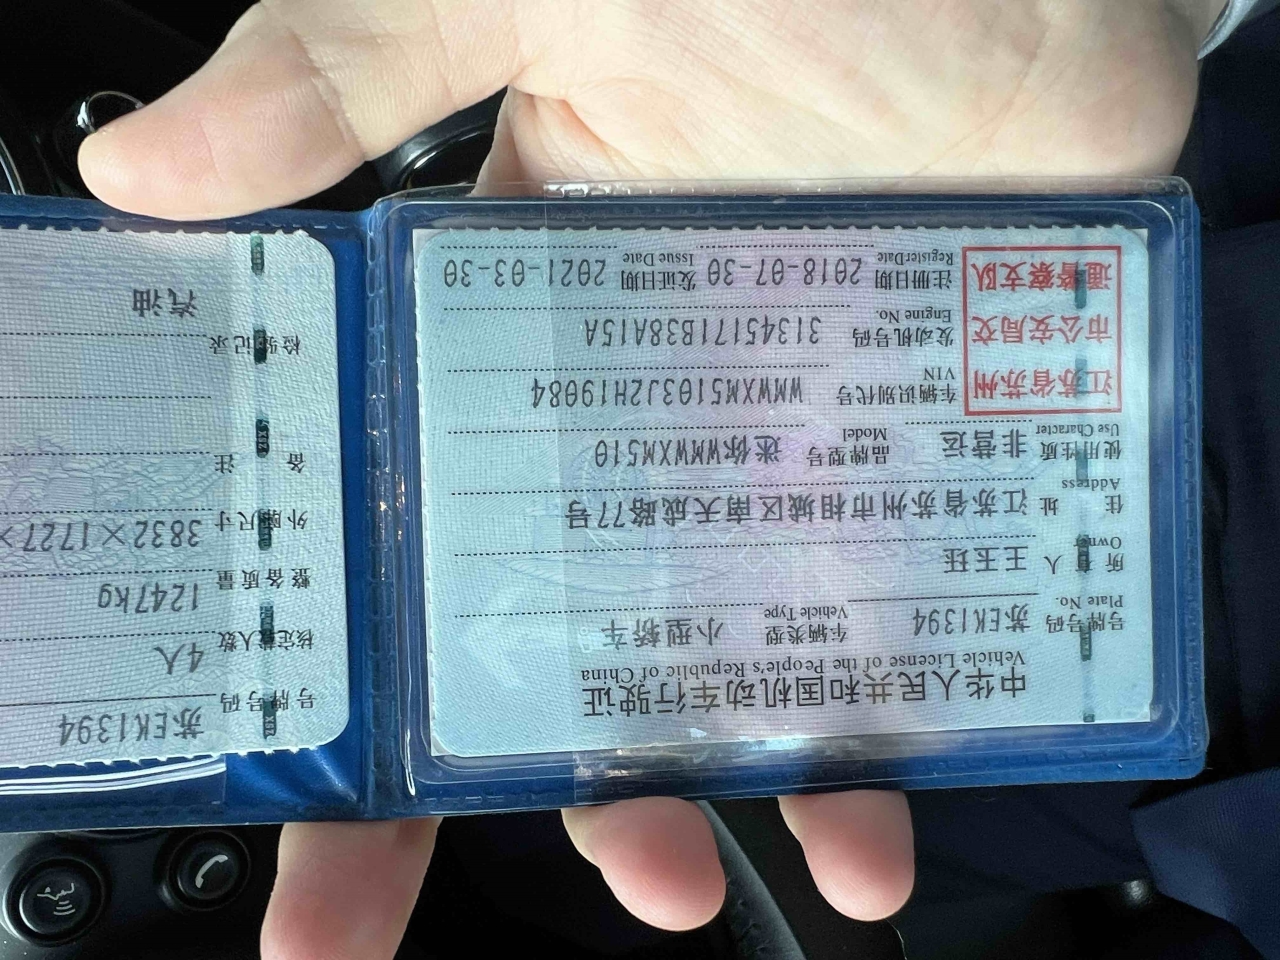 中华人民共和国机动车行驶证
Vehicle License of the People's Republic of China
号牌号码 苏EK1394 车辆类型 小型轿车
Plate No. Vehicle Type
所有人 王玉珏
Owner
住址 江苏省苏州市相城区南天成路77号
Address
使用性质 非营运 品牌型号 迷你WMWXM510
Use Character Model
江苏省苏州
市公安局交
通警察支队
车辆识别代号 WMWXM5103J2H19084
VIN
发动机号码 31345171B38A15A
Engine No.
注册日期 2018-07-30 发证日期 2021-03-30
Register Date Issue Date
号牌号码 苏EK1394
核定载人数 4人
整备质量 1247kg
外廓尺寸 3832×1727×
备注
检验记录
汽油